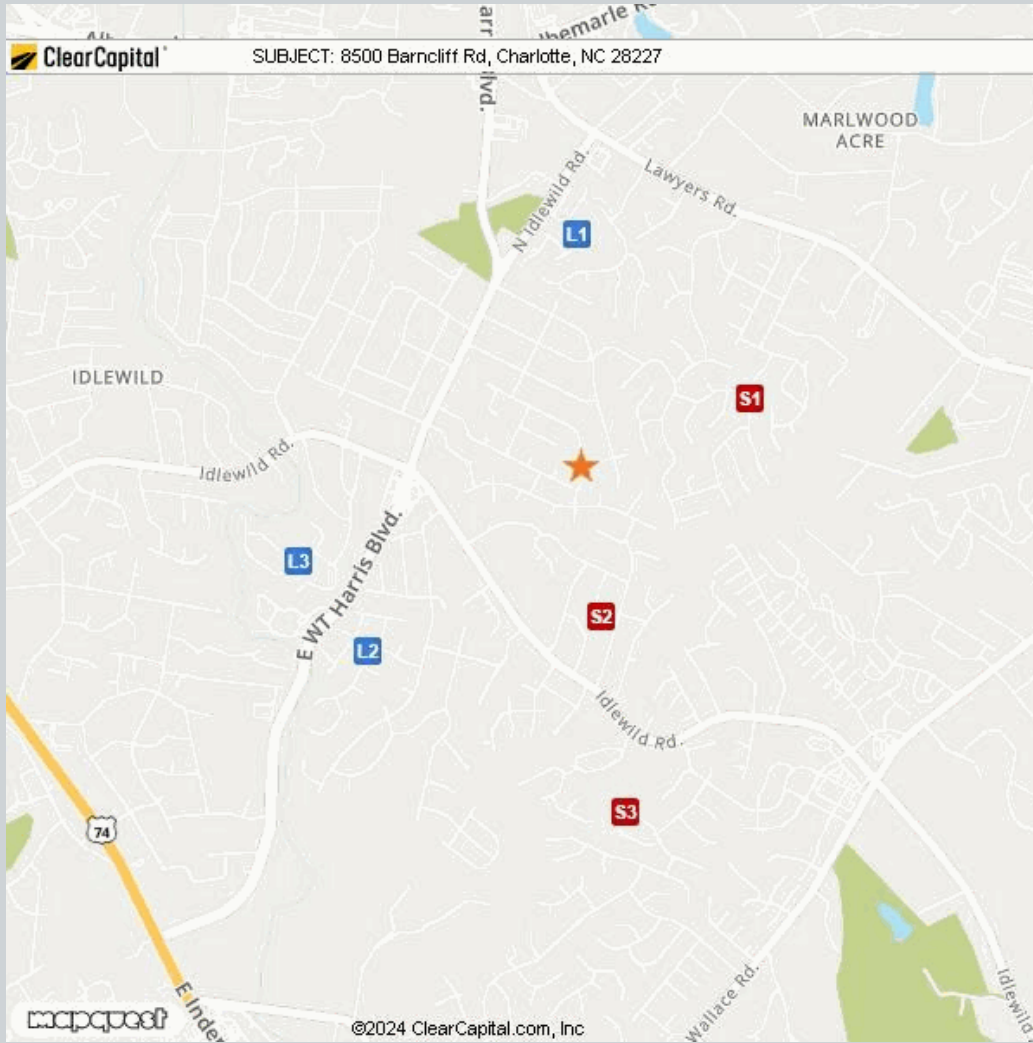 ClearCapital
SUBJECT: 8500 Barncliff Rd, Charlotte, NC 28227
MARLWOOD
ACRE
Lawyers Rd.
N Idlewild Rd.
L1
IDLEWILD
S1
Idlewild Rd.
L3
E WT Harris Blvd.
S2
L2
Idlewild Rd.
S3
74
Wallace Rd.
Idlewild
mapquest
©2024 ClearCapital.com, Inc